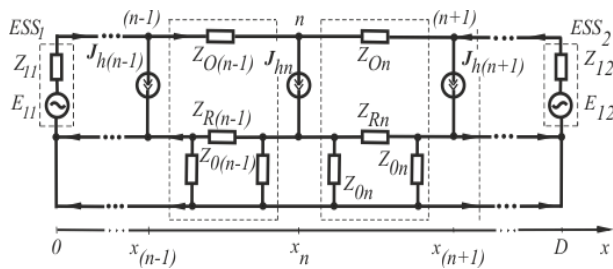 ESS1 (n-1) n (n+1) ESS2
Z11 Jh(n-1) ZO(n-1) Jhn ZOn Jh(n+1) Z12
E11 ZR(n-1) ZRn E12
Z0(n-1) Z0n Z0n
0 x(n-1) xn x(n+1) D x